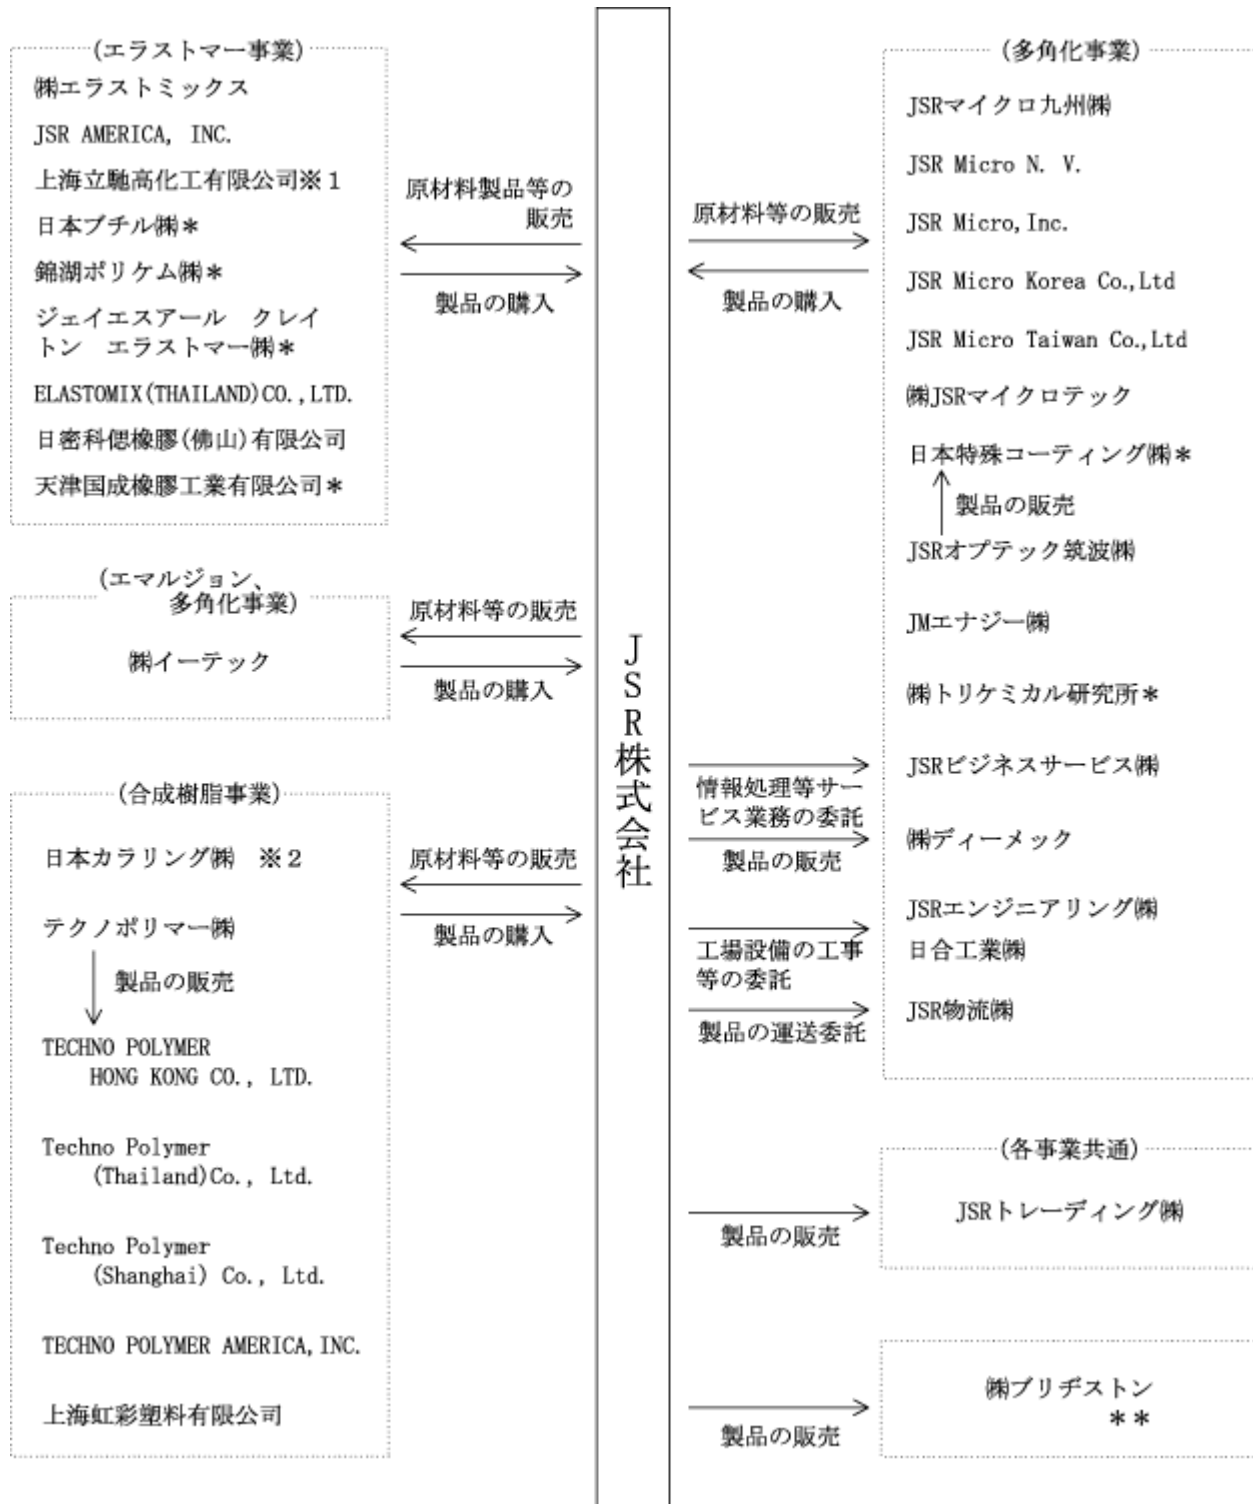 (エラストマー事業)
㈱エラストミックス
JSR AMERICA, INC.
上海立馳高化工有限公司※1
日本ブチル㈱*
錦湖ポリケム㈱*
ジェイエスアール クレイ
トン エラストマー㈱*
ELASTOMIX(THAILAND)CO.,LTD.
日密科偲橡膠(佛山)有限公司
天津国成橡膠工業有限公司*
原材料製品等の
販売
製品の購入
(エマルジョン、
多角化事業)
㈱イーテック
原材料等の販売
製品の購入
(合成樹脂事業)
日本カラリング㈱ ※2
テクノポリマー㈱
製品の販売
TECHNO POLYMER
HONG KONG CO., LTD.
Techno Polymer
(Thailand)Co., Ltd.
Techno Polymer
(Shanghai) Co., Ltd.
TECHNO POLYMER AMERICA,INC.
上海虹彩塑料有限公司
原材料等の販売
製品の購入
JSR株式会社
原材料等の販売
製品の購入
情報処理等サー
ビス業務の委託
製品の販売
工場設備の工事
等の委託
製品の運送委託
製品の販売
製品の販売
(多角化事業)
JSRマイクロ九州㈱
JSR Micro N. V.
JSR Micro,Inc.
JSR Micro Korea Co.,Ltd
JSR Micro Taiwan Co.,Ltd
㈱JSRマイクロテック
日本特殊コーティング㈱*
製品の販売
JSRオプテック筑波㈱
JMエナジー㈱
㈱トリケミカル研究所*
JSRビジネスサービス㈱
㈱ディーメック
JSRエンジニアリング㈱
日合工業㈱
JSR物流㈱
(各事業共通)
JSRトレーディング㈱
㈱ブリヂストン
**